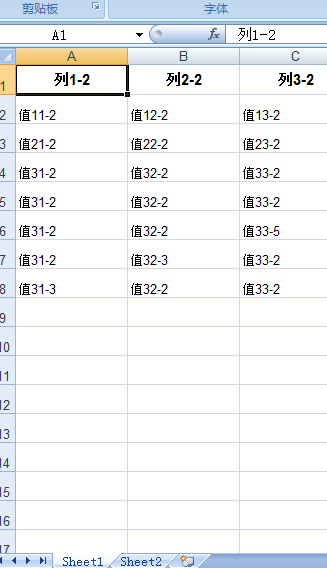 剪贴板 字体
A1 fx 列1-2
A B C
1 列1-2 列2-2 列3-2
2 值11-2 值12-2 值13-2
3 值21-2 值22-2 值23-2
4 值31-2 值32-2 值33-2
5 值31-2 值32-2 值33-2
6 值31-2 值32-2 值33-5
7 值31-2 值32-3 值33-2
8 值31-3 值32-2 值33-2
9
10
11
12
13
14
15
16
17
Sheet1 Sheet2